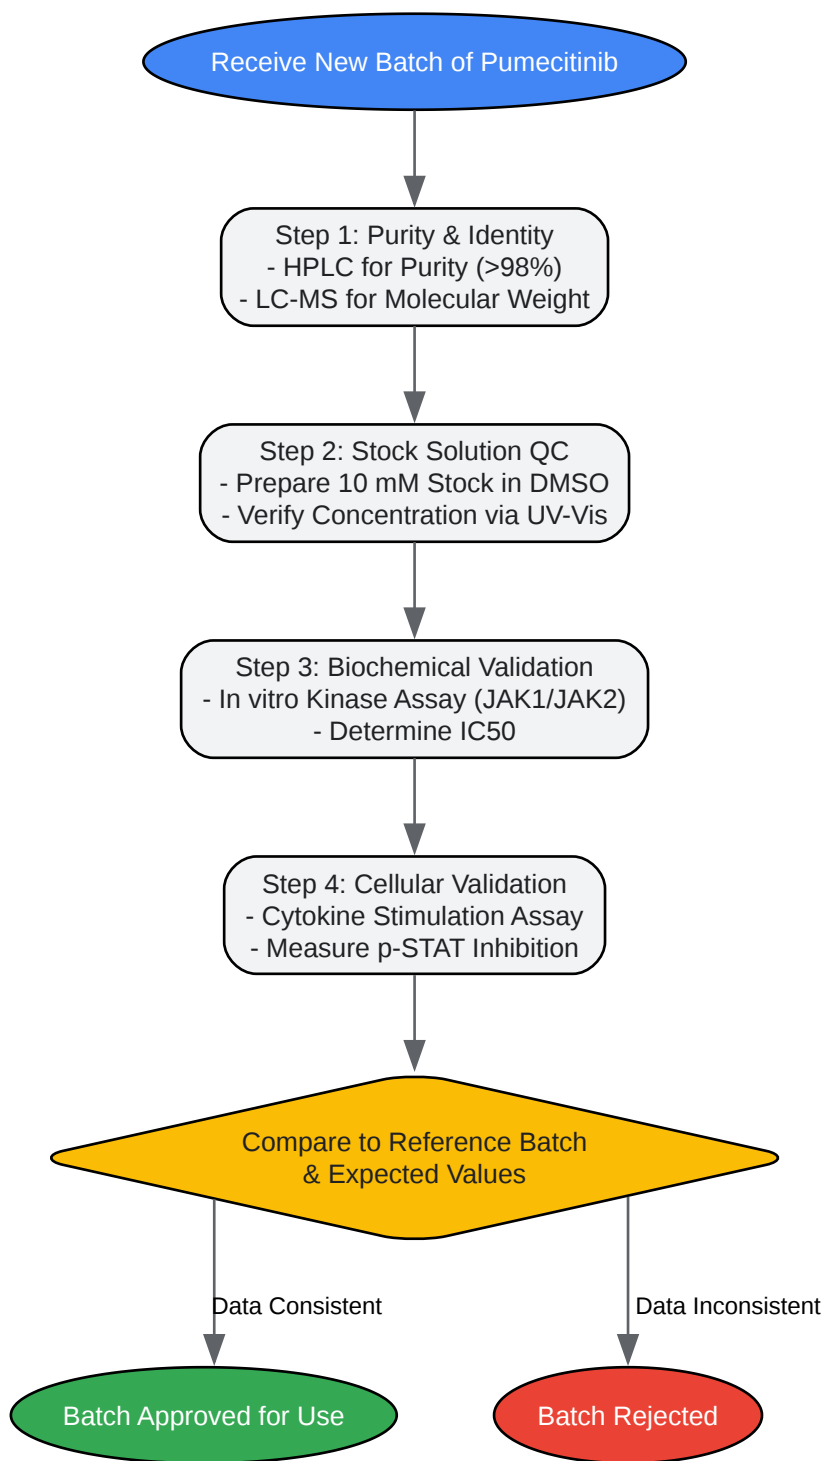 Receive New Batch of Pumecitinib
Step 1: Purity & Identity
- HPLC for Purity (>98%)
- LC-MS for Molecular Weight
Step 2: Stock Solution QC
- Prepare 10 mM Stock in DMSO
- Verify Concentration via UV-Vis
Step 3: Biochemical Validation
- In vitro Kinase Assay (JAK1/JAK2)
- Determine IC50
Step 4: Cellular Validation
- Cytokine Stimulation Assay
- Measure p-STAT Inhibition
Compare to Reference Batch
& Expected Values
Data Consistent
Data Inconsistent
Batch Approved for Use
Batch Rejected